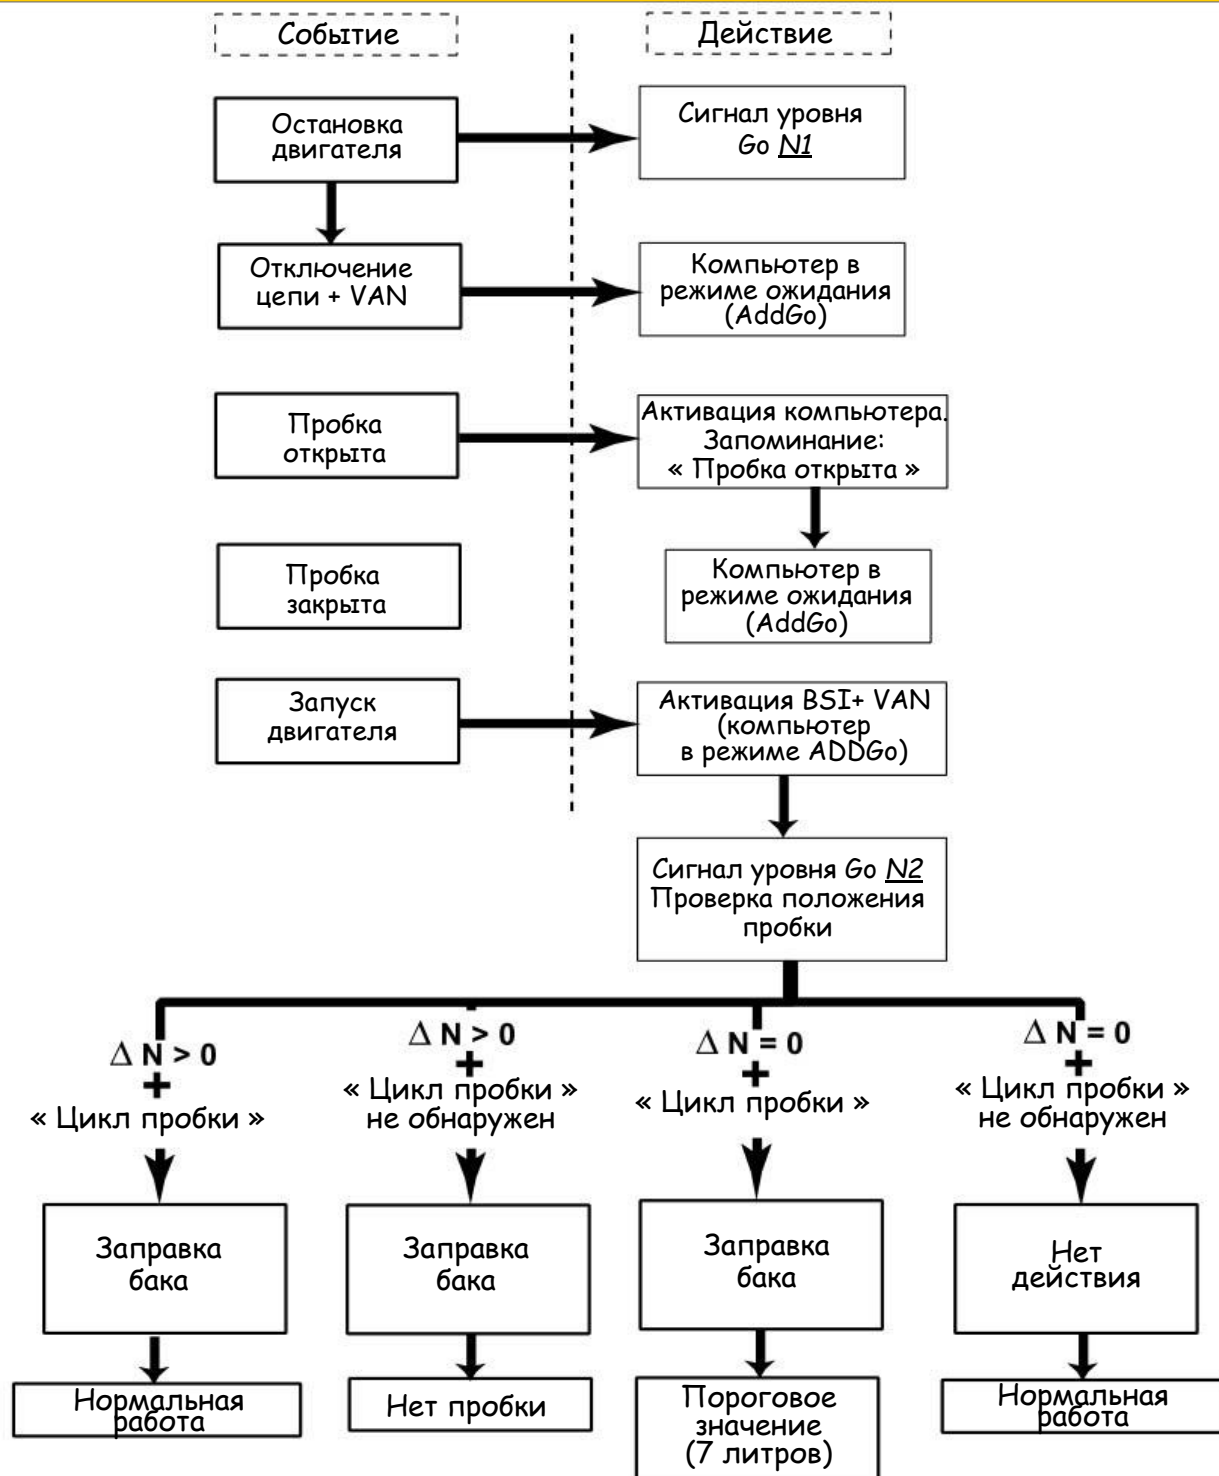 Событие
Действие
Остановка
двигателя
Сигнал уровня
Go N1
Отключение
цепи + VAN
Компьютер в
режиме ожидания
(AddGo)
Пробка
открыта
Активация компьютера.
Запоминание:
« Пробка открыта »
Пробка
закрыта
Компьютер в
режиме ожидания
(AddGo)
Запуск
двигателя
Активация BSI+ VAN
(компьютер
в режиме ADDGo)
Сигнал уровня Go N2
Проверка положения
пробки
Δ N > 0
+
« Цикл пробки »
Δ N > 0
+
« Цикл пробки »
не обнаружен
Δ N = 0
+
« Цикл пробки »
Δ N = 0
+
« Цикл пробки »
не обнаружен
Заправка
бака
Заправка
бака
Заправка
бака
Нет
действия
Нормальная
работа
Нет пробки
Пороговое
значение
(7 литров)
Нормальная
работа